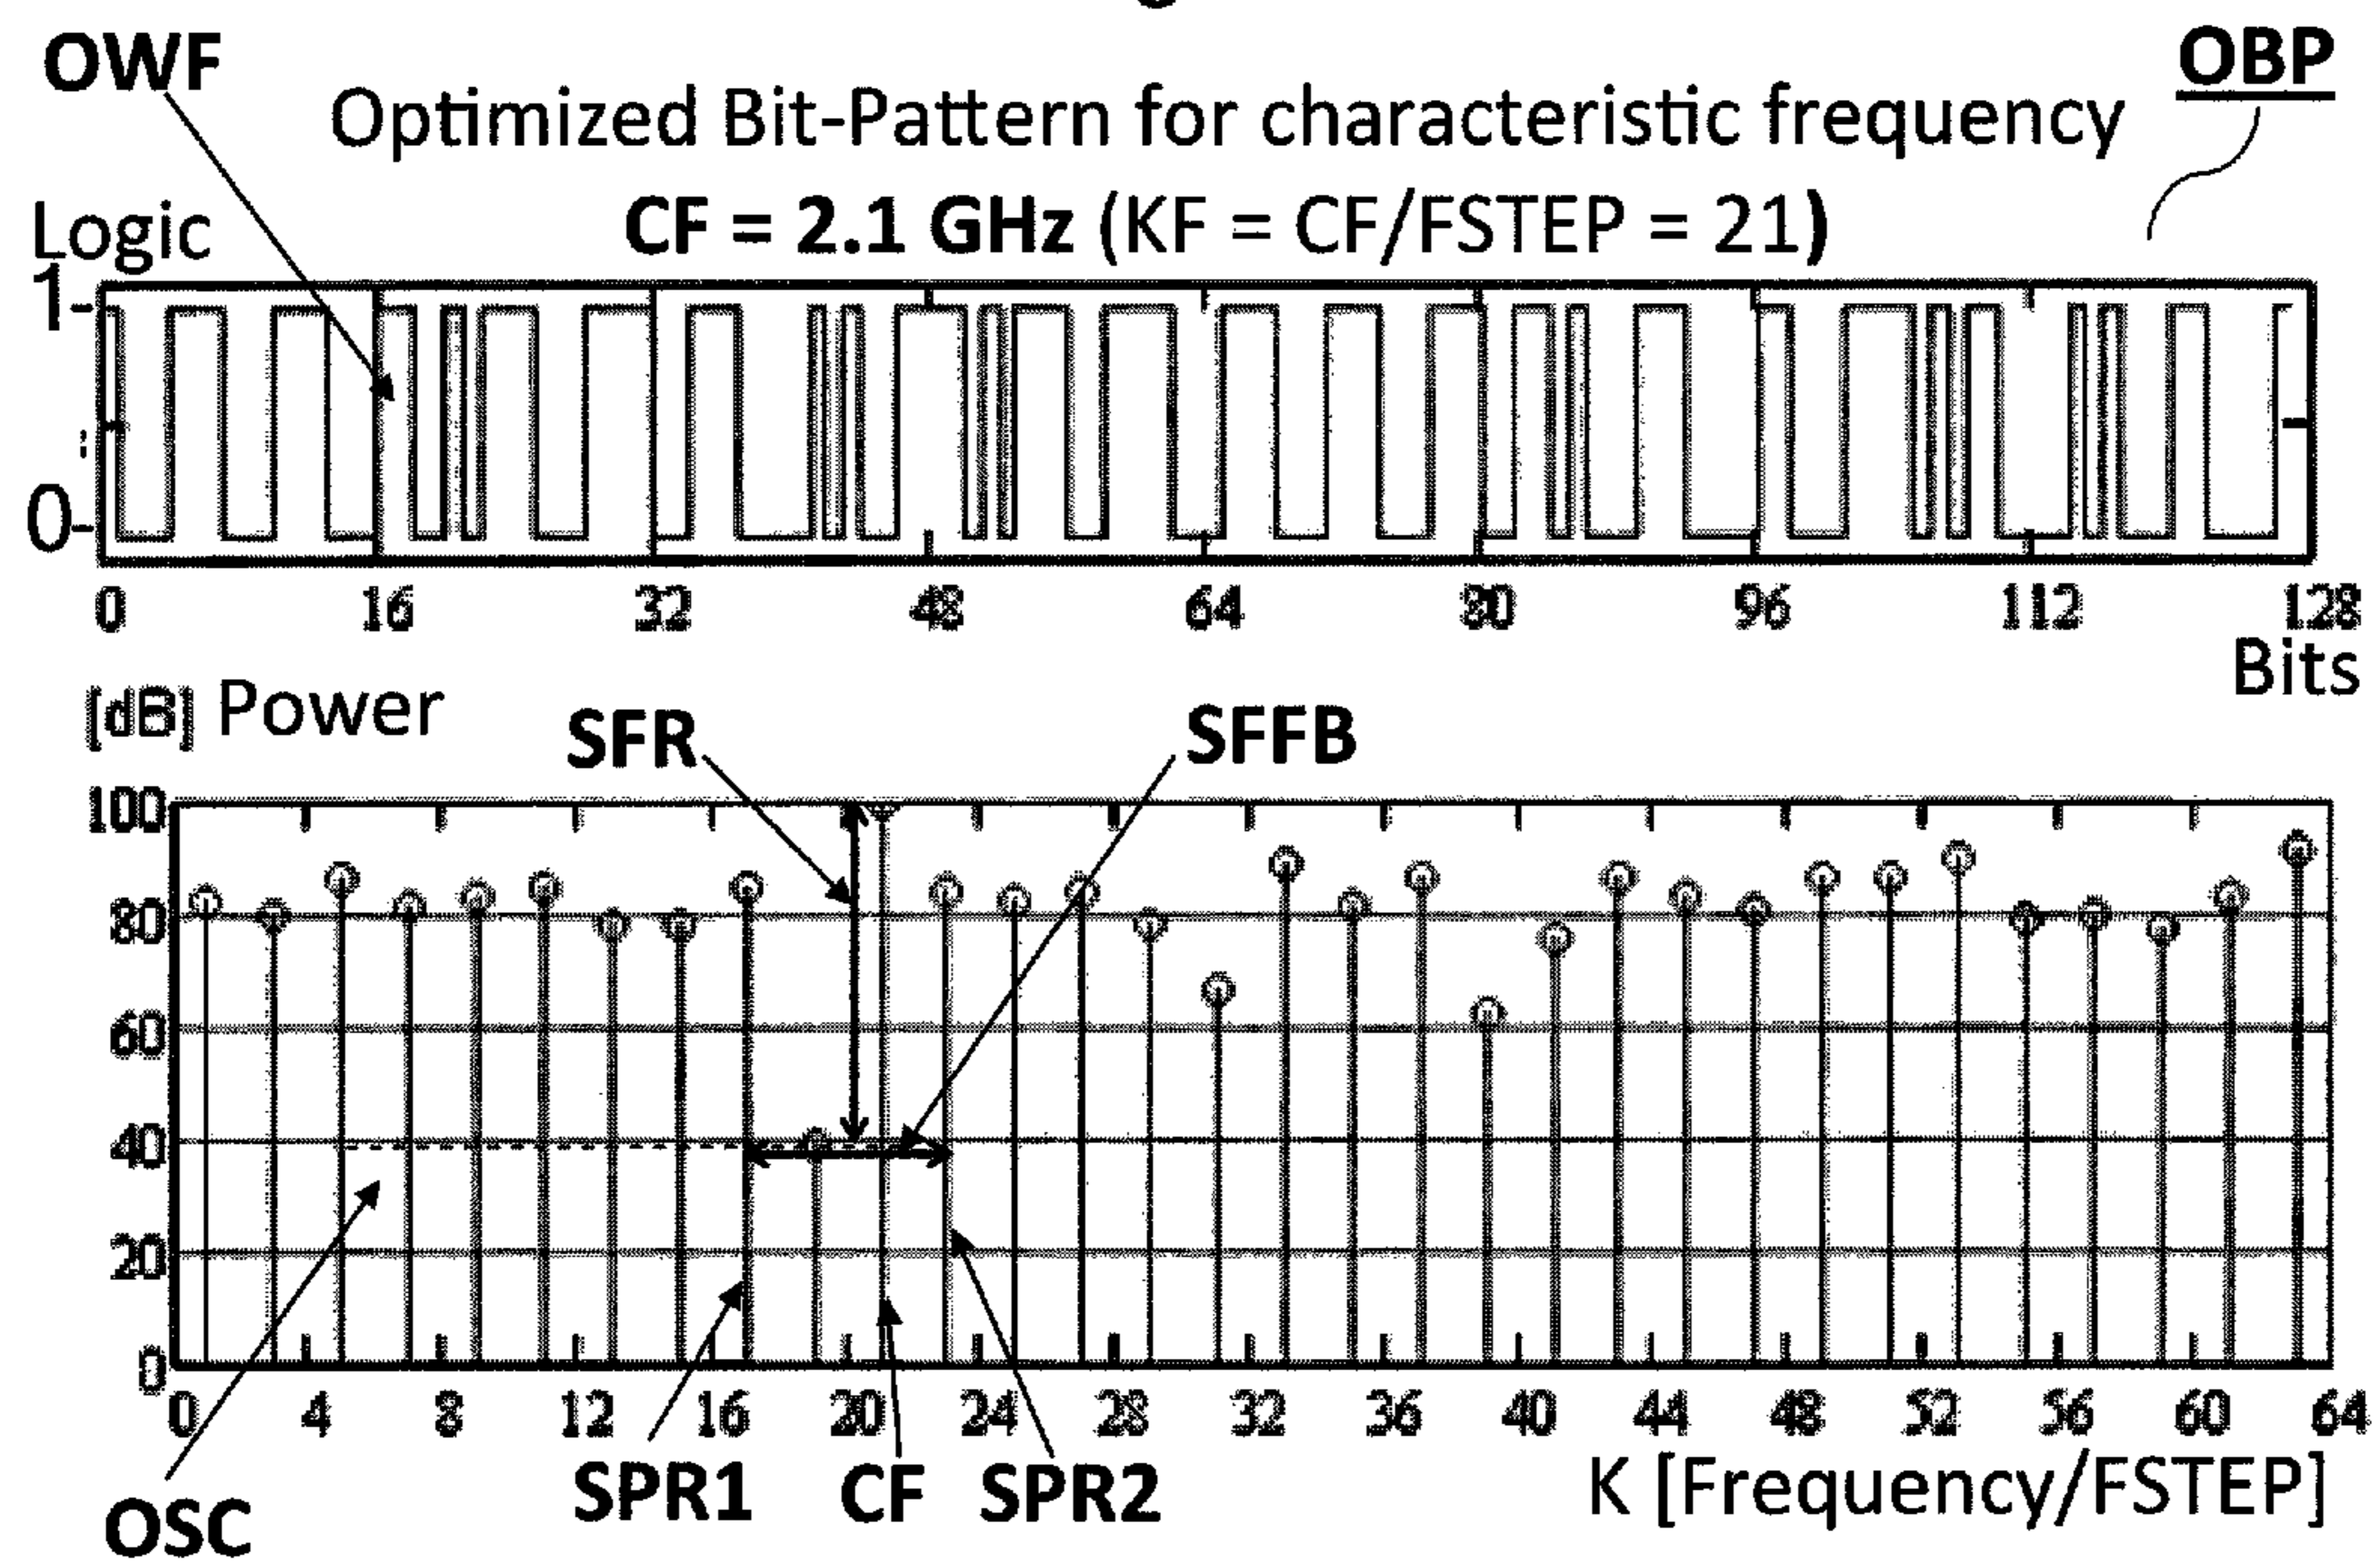 OWF
OBP
Optimized Bit-Pattern for characteristic frequency
CF = 2.1 GHz (KF = CF/FSTEP = 21)
Logic
1
0
0 16 32 48 64 80 96 112 128
Bits
[dB] Power
SFR
SFFB
100
80
60
40
20
0
0 4 8 12 16 20 24 28 32 36 40 44 48 52 56 60 64
SPR1 CF SPR2
K [Frequency/FSTEP]
OSC